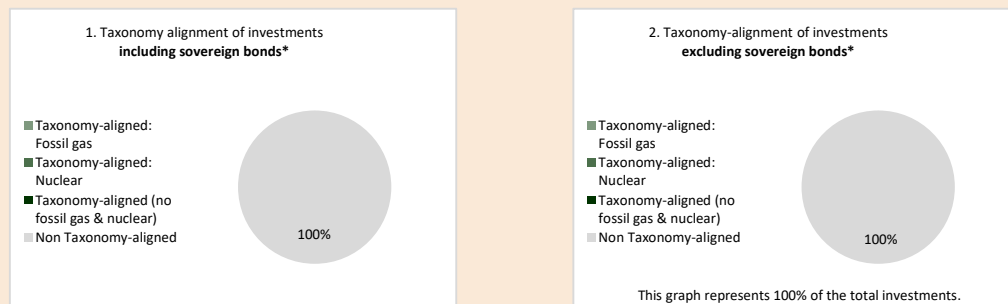 1. Taxonomy alignment of investments
including sovereign bonds*
Taxonomy-aligned:
Fossil gas
Taxonomy-aligned:
Nuclear
Taxonomy-aligned (no
fossil gas & nuclear)
Non Taxonomy-aligned
100%
2. Taxonomy-alignment of investments
excluding sovereign bonds*
Taxonomy-aligned:
Fossil gas
Taxonomy-aligned:
Nuclear
Taxonomy-aligned (no
fossil gas & nuclear)
Non Taxonomy-aligned
100%
This graph represents 100% of the total investments.